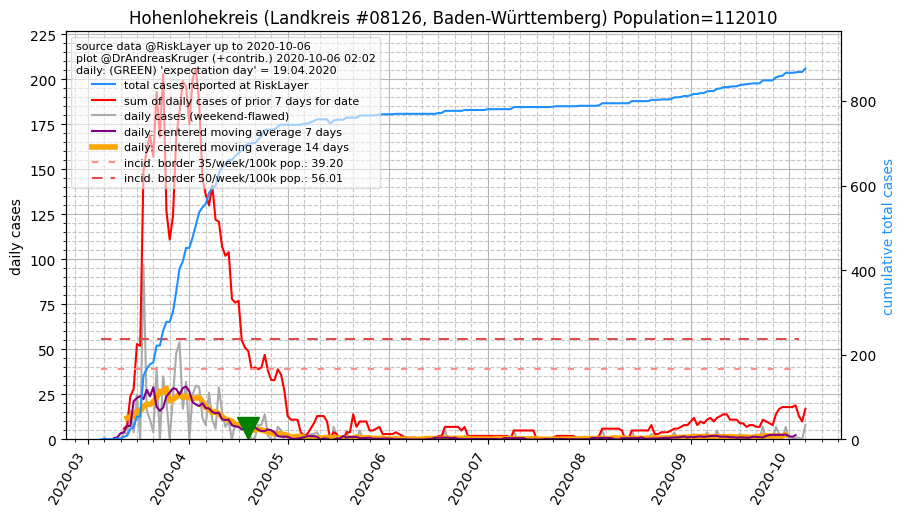 Hohenlohekreis (Landkreis #08126, Baden-Württemberg) Population=112010
source data @RiskLayer up to 2020-10-06
plot @DrAndreasKruger (+contrib.) 2020-10-06 02:02
daily: (GREEN) 'expectation day' = 19.04.2020
total cases reported at RiskLayer
sum of daily cases of prior 7 days for date
daily cases (weekend-flawed)
daily: centered moving average 7 days
daily: centered moving average 14 days
incid. border 35/week/100k pop.: 39.20
incid. border 50/week/100k pop.: 56.01
daily cases
225
200
175
150
125
100
75
50
25
0
cumulative total cases
800
600
400
200
0
2020-03
2020-04
2020-05
2020-06
2020-07
2020-08
2020-09
2020-10